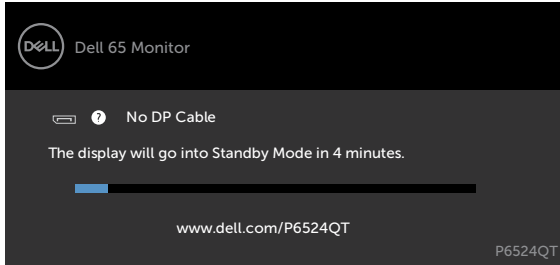 DELL
Dell 65 Monitor
? No DP Cable
The display will go into Standby Mode in 4 minutes.
www.dell.com/P6524QT
P6524QT